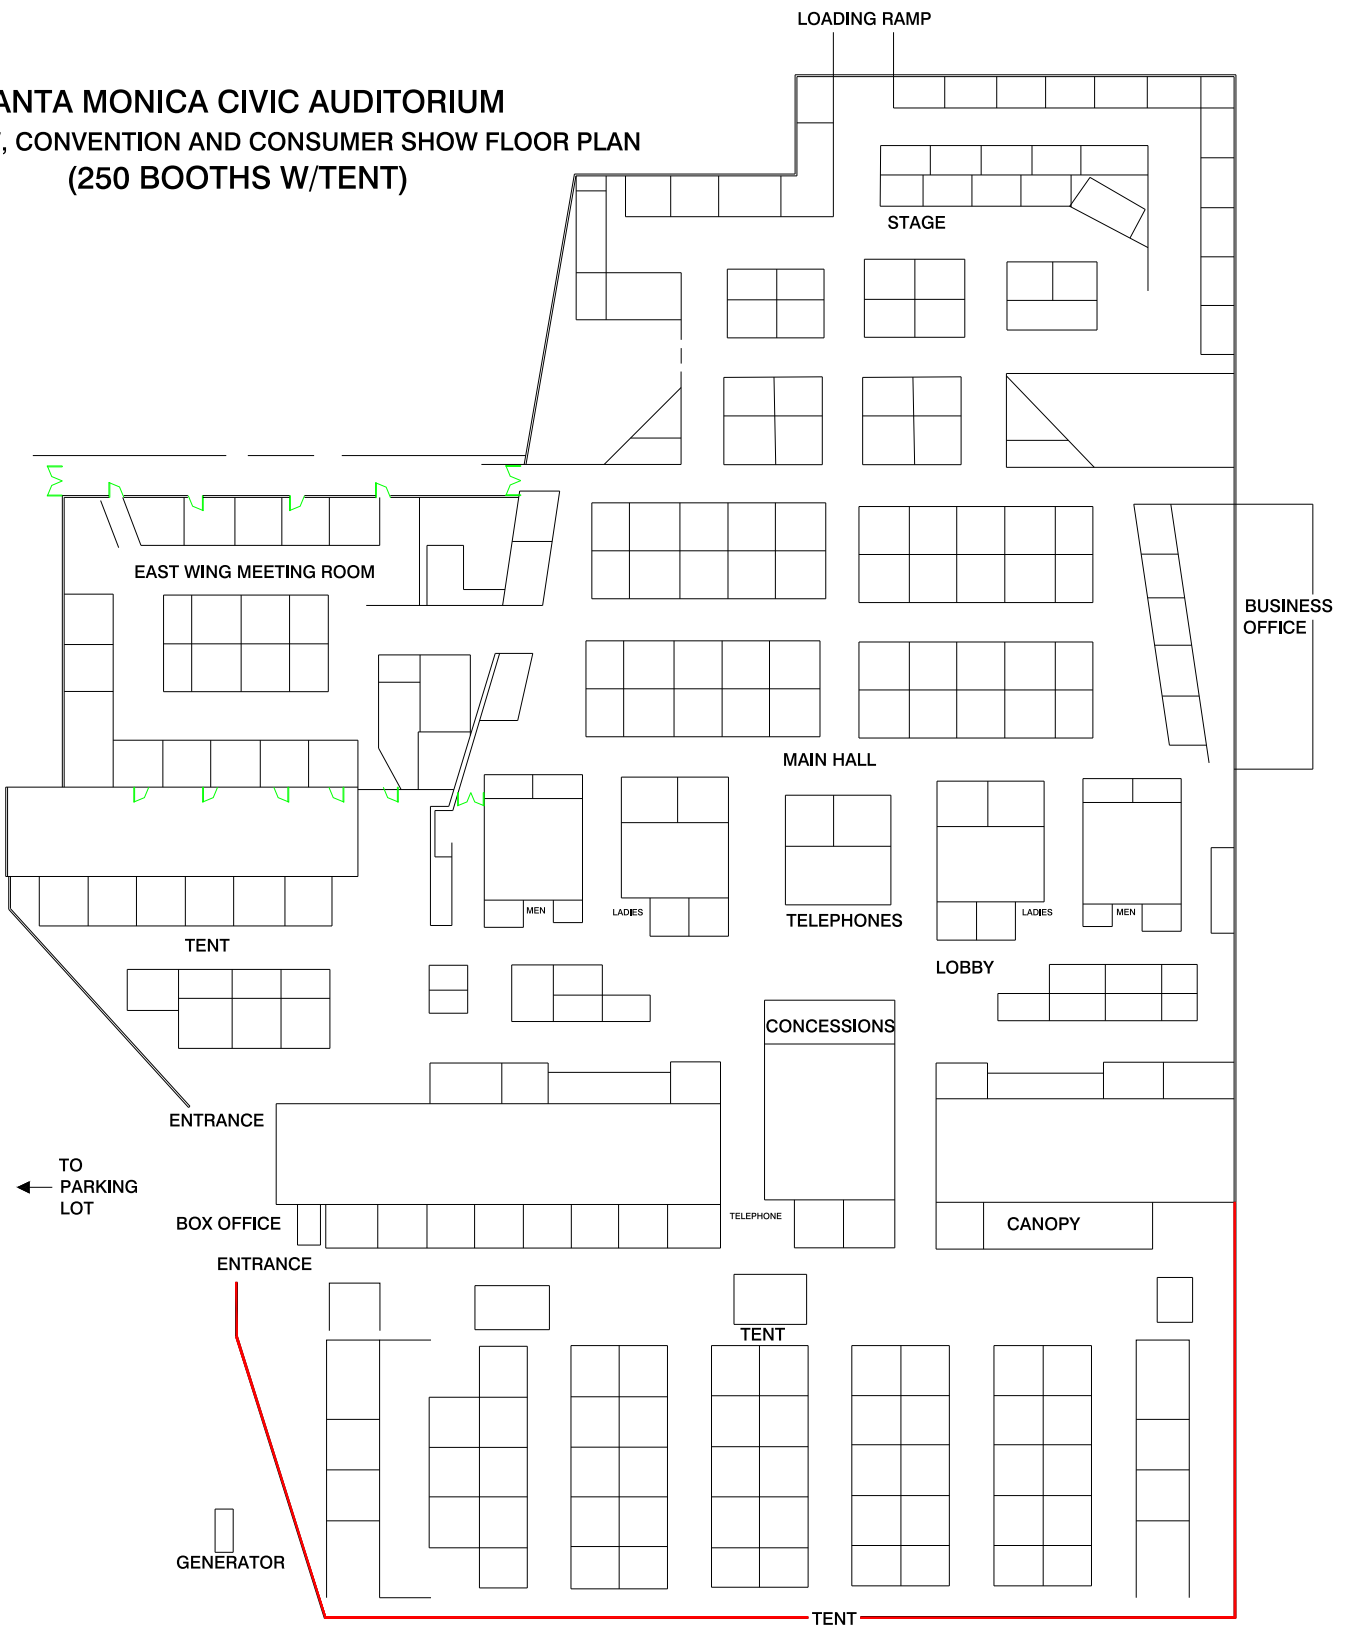 LOADING RAMP
ANTA MONICA CIVIC AUDITORIUM
, CONVENTION AND CONSUMER SHOW FLOOR PLAN
(250 BOOTHS W/TENT)
STAGE
EAST WING MEETING ROOM
BUSINESS
OFFICE
MAIN HALL
MEN
LADIES
TELEPHONES
LADIES
MEN
TENT
LOBBY
CONCESSIONS
ENTRANCE
TO
PARKING
LOT
BOX OFFICE
TELEPHONE
CANOPY
ENTRANCE
TENT
GENERATOR
TENT